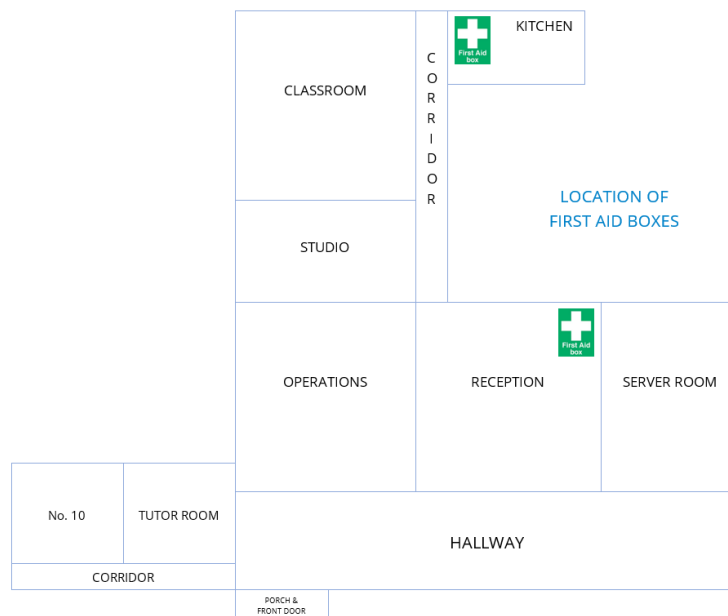 First Aid
box
KITCHEN
CLASSROOM
CORRIDOR
LOCATION OF
FIRST AID BOXES
STUDIO
First Aid
box
OPERATIONS
RECEPTION
SERVER ROOM
No. 10
TUTOR ROOM
HALLWAY
CORRIDOR
PORCH &
FRONT DOOR